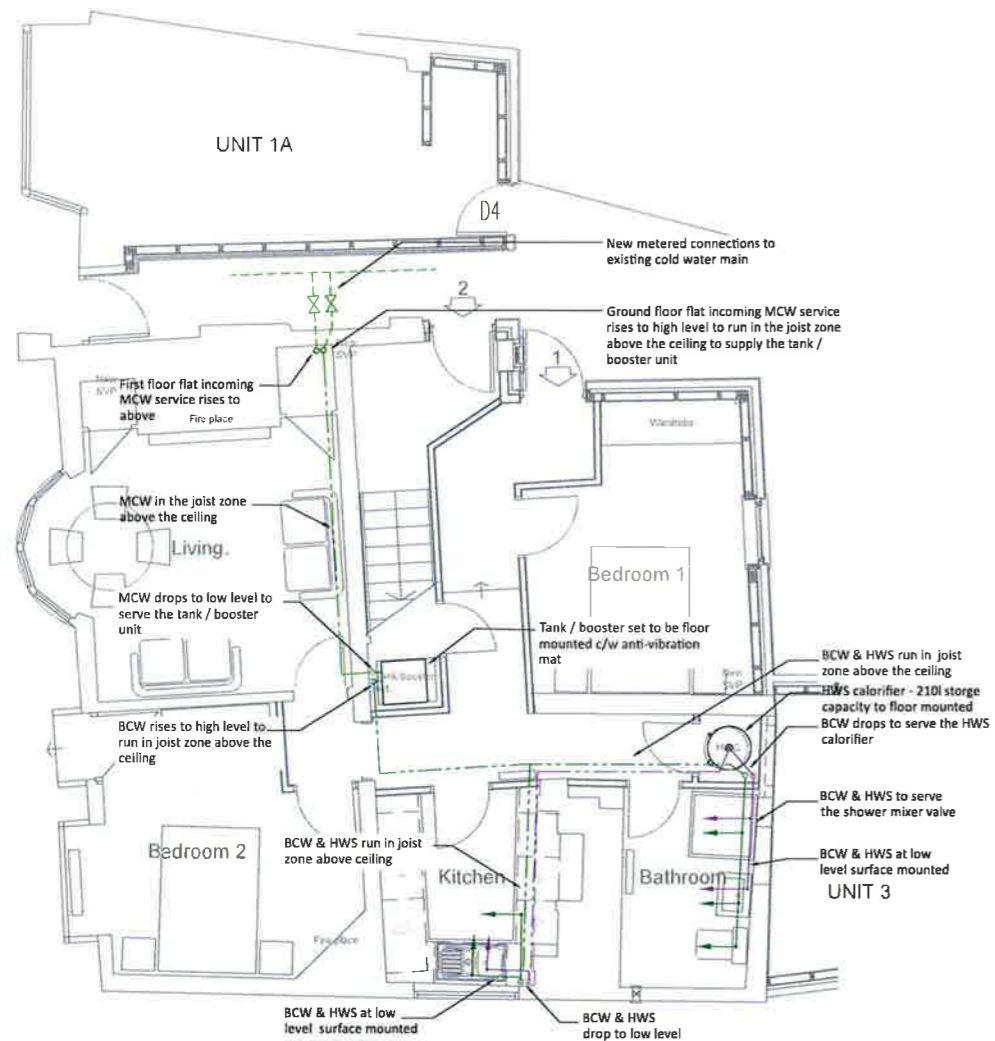 UNIT 1A
D4
New metered connections to
existing cold water main
2
Ground floor flat incoming MCW service
rises to high level to run in the joist zone
above the ceiling to supply the tank /
booster unit
1
SVP
New
SVP
First floor flat incoming
MCW service rises to
above
Fire place
Wardrobe
MCW in the joist zone
above the ceiling
Living.
Bedroom 1
MCW drops to low level to
serve the tank / booster
unit
Tank / booster set to be floor
mounted c/w anti-vibration
mat
BCW & HWS run in joist
zone above the ceiling
New
SVP
HWS calorifier - 210l storge
capacity to floor mounted
BCW rises to high level to
run in joist zone above the
ceiling
BCW drops to serve the HWS
calorifier
BCW & HWS to serve
the shower mixer valve
BCW & HWS run in joist
zone above ceiling
Bedroom 2
Kitchen
Bathroom
BCW & HWS at low
level surface mounted
UNIT 3
Fire place
BCW & HWS at low
level surface mounted
BCW & HWS
drop to low level